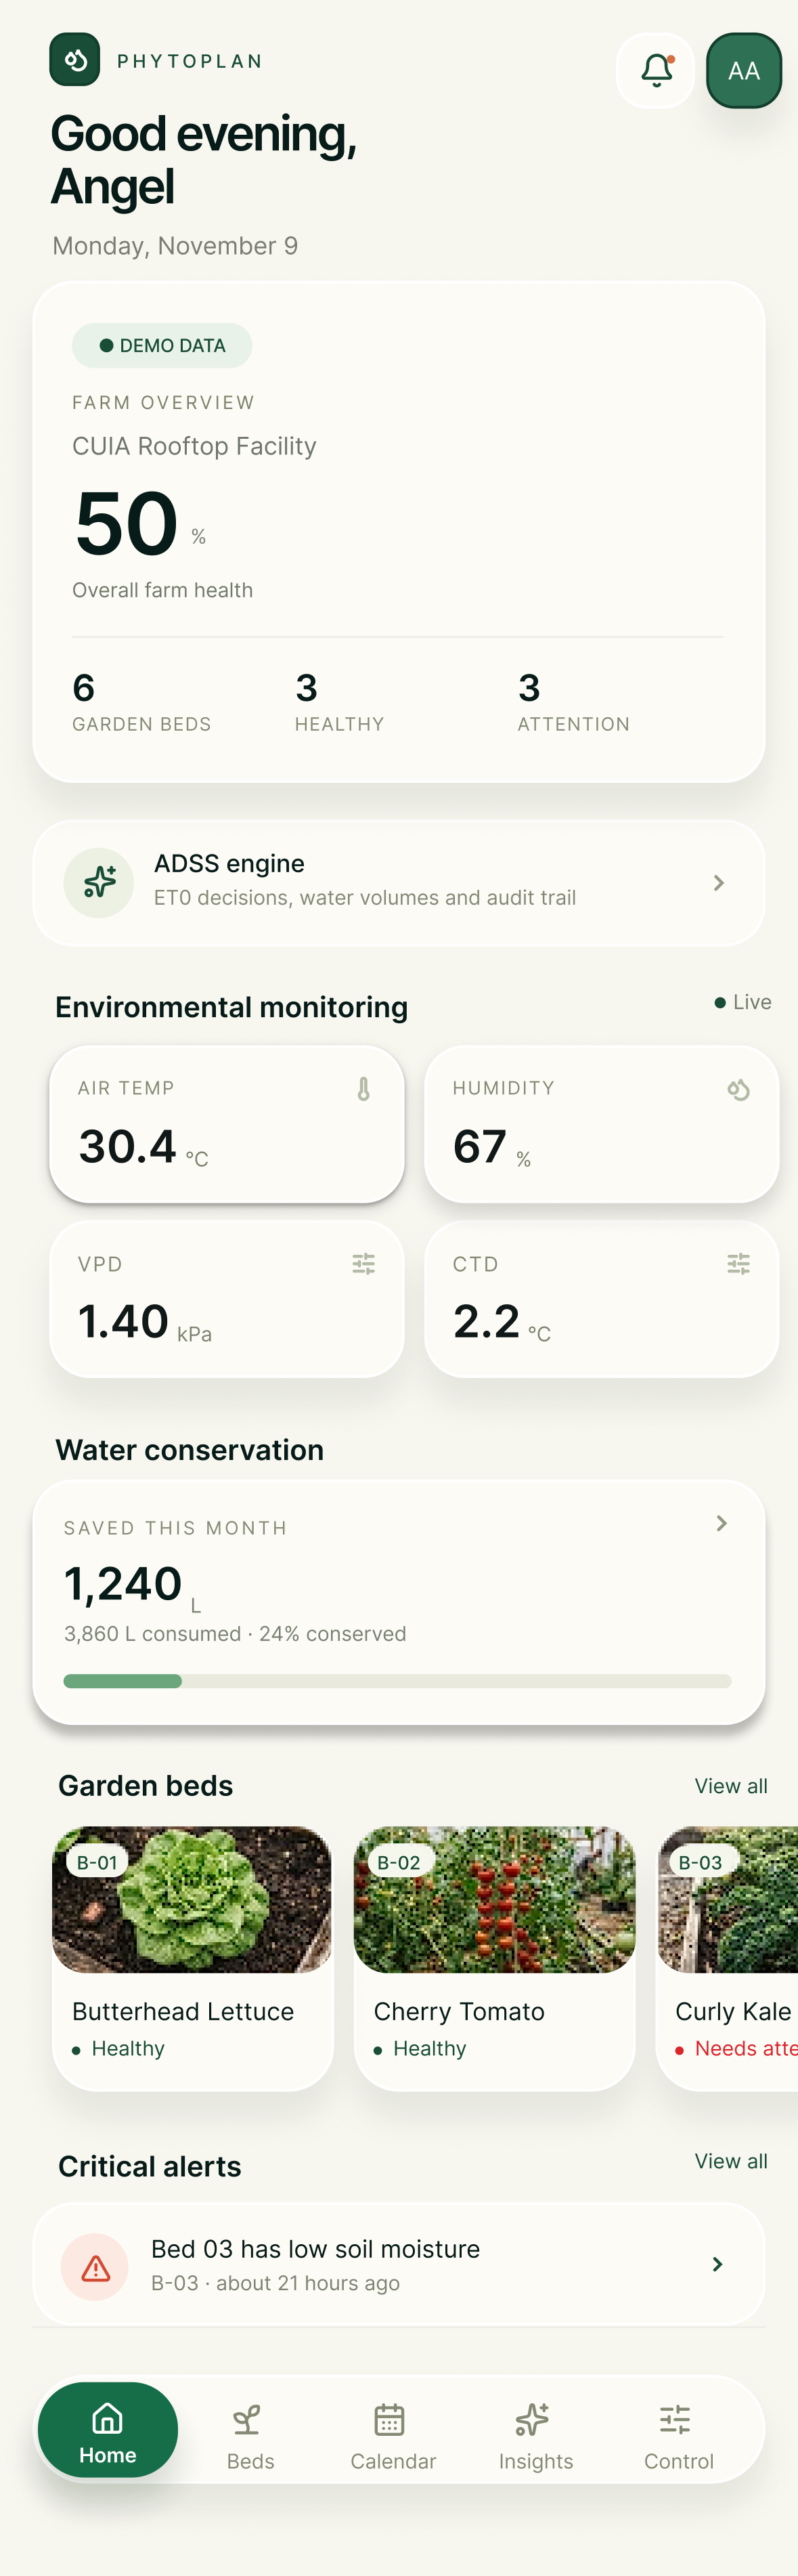 PHYTOPLAN
AA
Good evening,
Angel
Monday, November 9
DEMO DATA
FARM OVERVIEW
CUIA Rooftop Facility
50 %
Overall farm health
6 3 3
GARDEN BEDS HEALTHY ATTENTION
ADSS engine
ET0 decisions, water volumes and audit trail
Environmental monitoring Live
AIR TEMP HUMIDITY
30.4 °C 67 %
VPD CTD
1.40 kPa 2.2 °C
Water conservation
SAVED THIS MONTH
1,240 L
3,860 L consumed · 24% conserved
Garden beds View all
B-01 B-02 B-03
Butterhead Lettuce Cherry Tomato Curly Kale
Healthy Healthy Needs atte
Critical alerts View all
Bed 03 has low soil moisture
B-03 · about 21 hours ago
Home Beds Calendar Insights Control